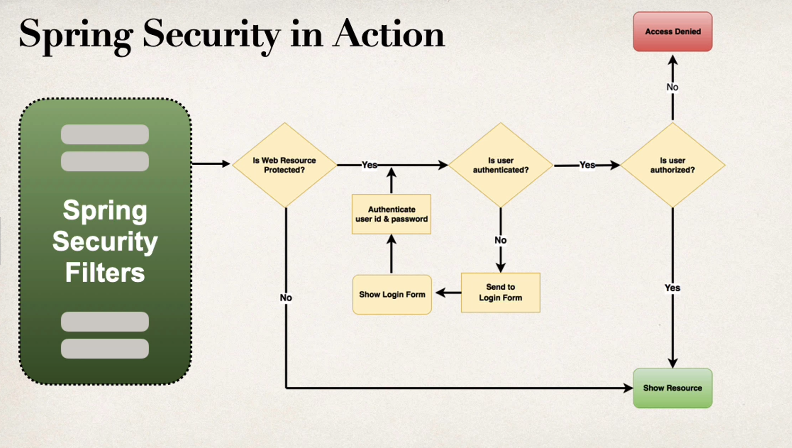 Spring Security in Action
Access Denied
No
Spring
Security
Filters
Is Web Resource
Protected?
Yes
Is user
authenticated?
Yes
Is user
authorized?
Authenticate
user id & password
No
Show Login Form
Send to
Login Form
No
Yes
Show Resource